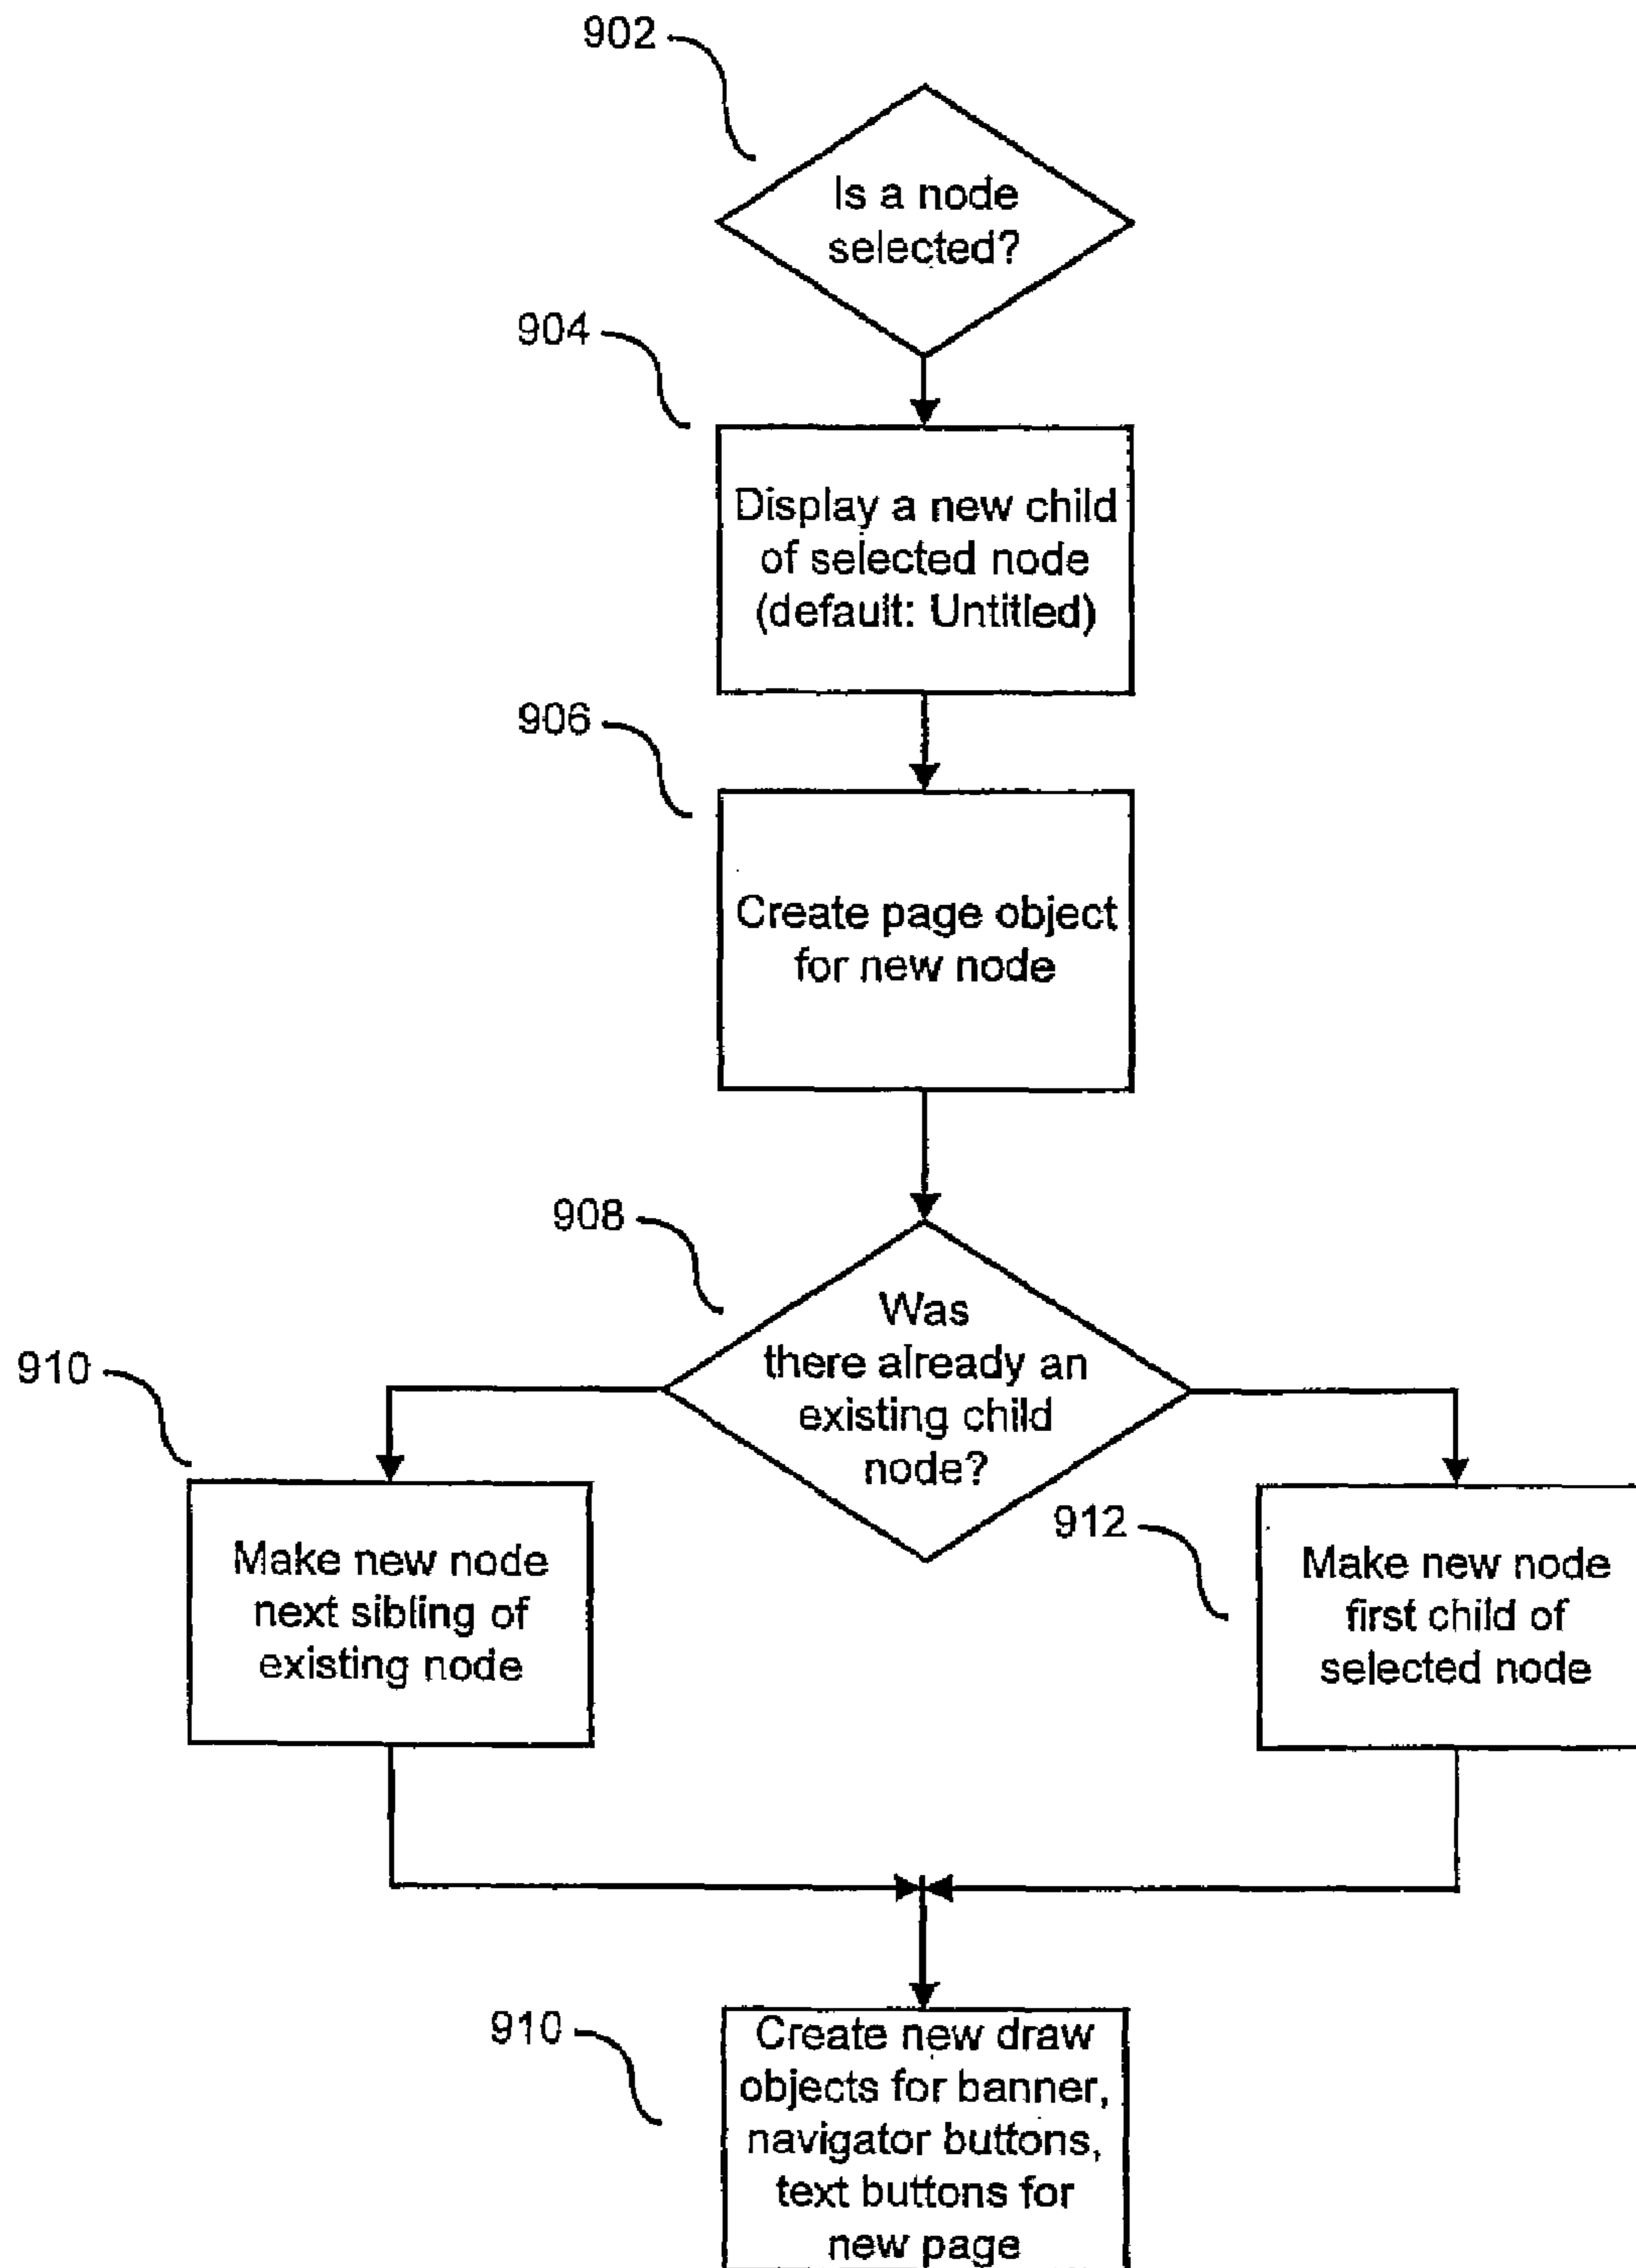 902
Is a node
selected?
904
Display a new child
of selected node
(default: Untitled)
906
Create page object
for new node
908
Was
there already an
existing child
node?
910
Make new node
next sibling of
existing node
912
Make new node
first child of
selected node
910
Create new draw
objects for banner,
navigator buttons,
text buttons for
new page